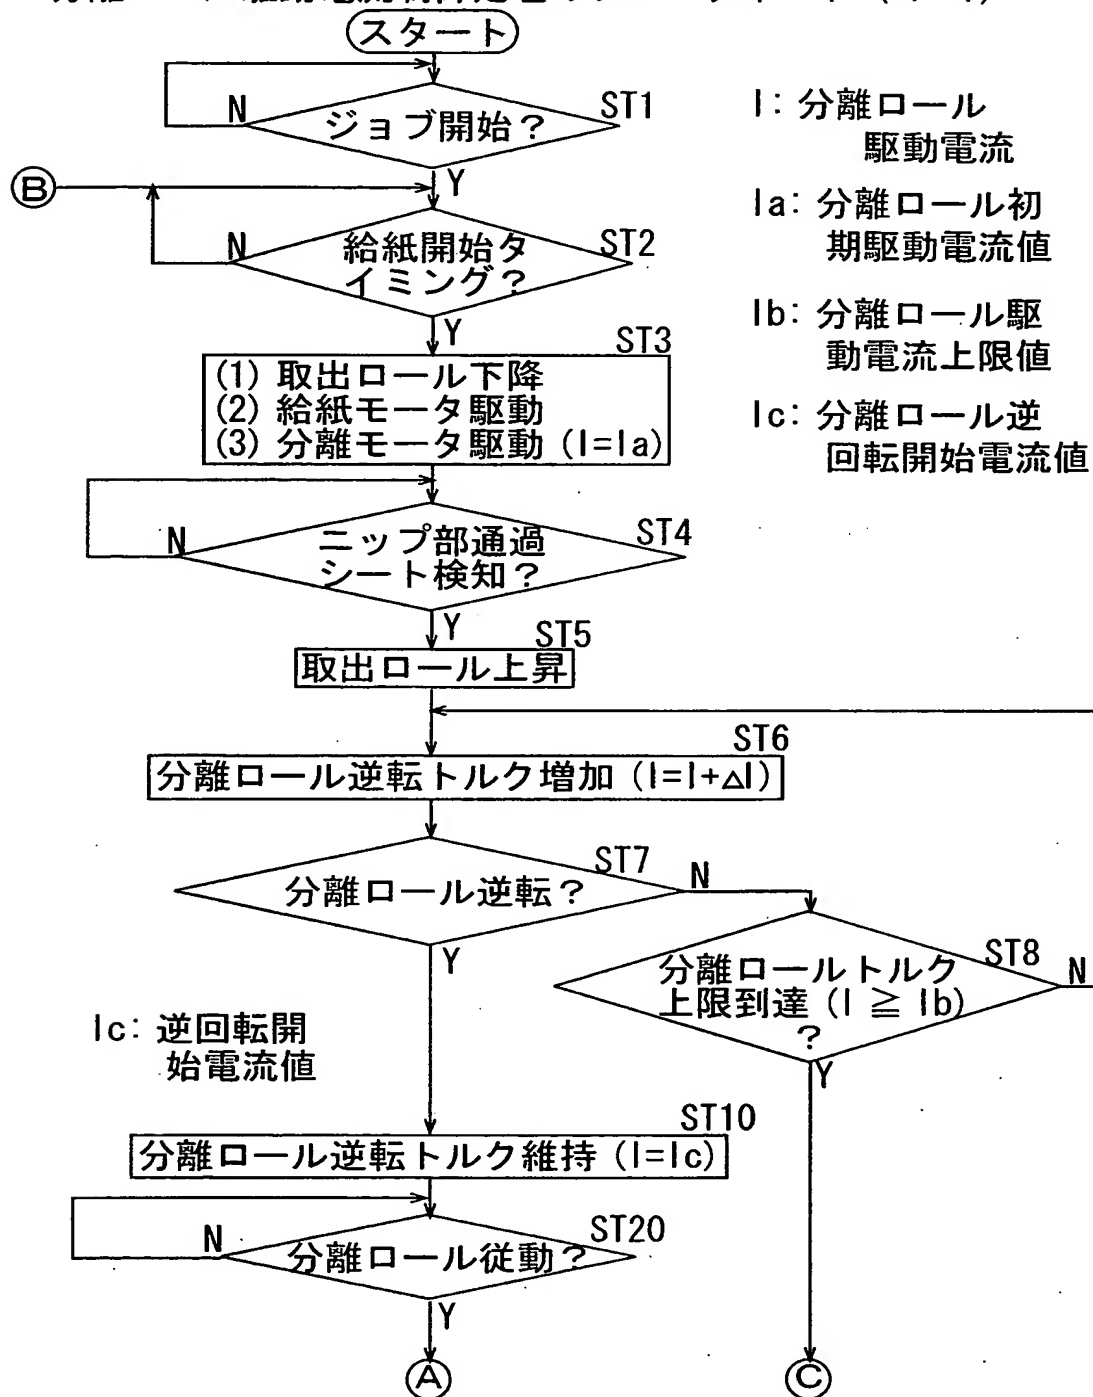 スタート
N
ジョブ開始？
ST1
Y
B
N
給紙開始タ
イミング？
ST2
Y
I: 分離ロール
駆動電流
Ia: 分離ロール初
期駆動電流値
Ib: 分離ロール駆
動電流上限値
Ic: 分離ロール逆
回転開始電流値
ST3
(1) 取出ロール下降
(2) 給紙モータ駆動
(3) 分離モータ駆動 (I=Ia)
N
ニップ部通過
シート検知？
ST4
Y
ST5
取出ロール上昇
ST6
分離ロール逆転トルク増加 (I=I+△I)
ST7
分離ロール逆転？
N
Y
ST8
分離ロールトルク
上限到達 (I ≧ Ib)
？
N
Y
Ic: 逆回転開
始電流値
ST10
分離ロール逆転トルク維持 (I=Ic)
N
分離ロール従動？
ST20
Y
A
C